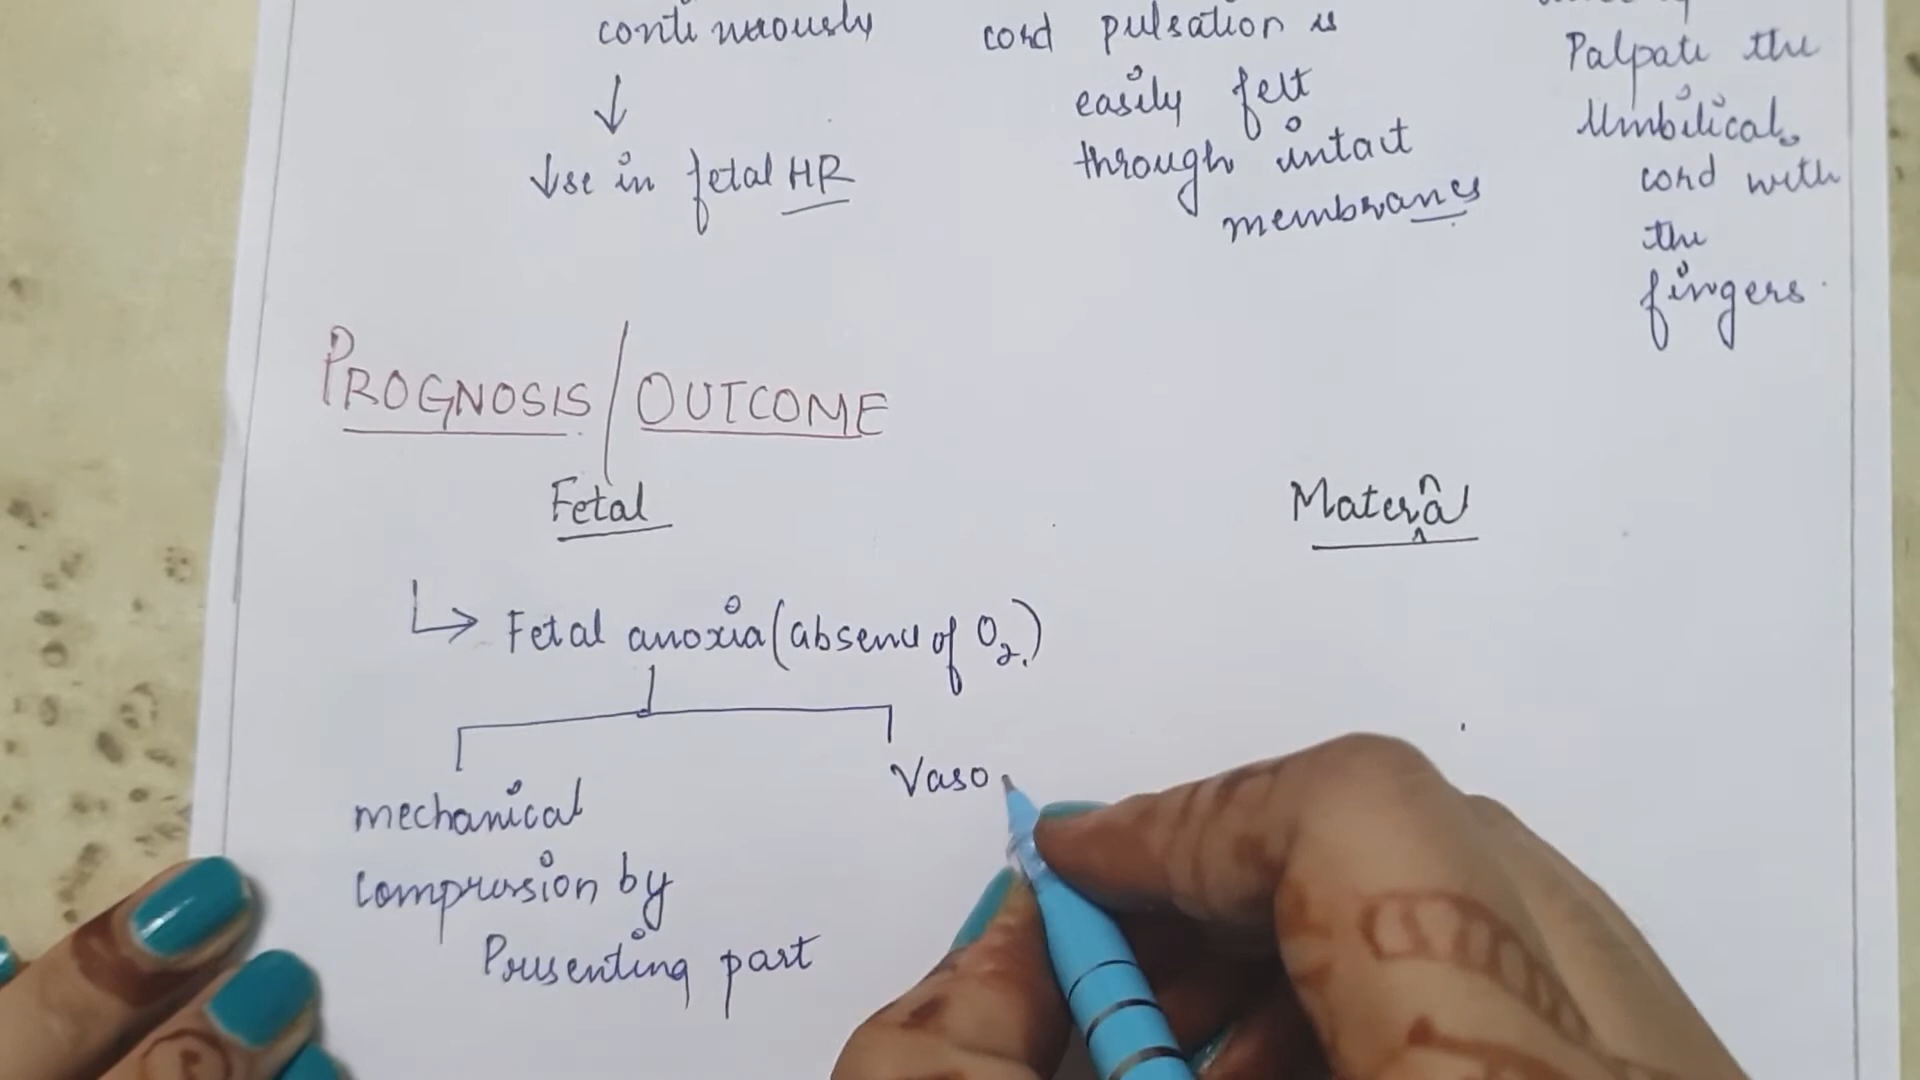 continuously
↓
↓se in fetal HR
cord pulsation is
easily felt
through intact
membranes
Palpate the
Umbilical
cord with
the
fingers.
PROGNOSIS/OUTCOME
Fetal
Maternal
↳ Fetal anoxia (absence of O2.)
mechanical
compression by
Presenting part
Vaso